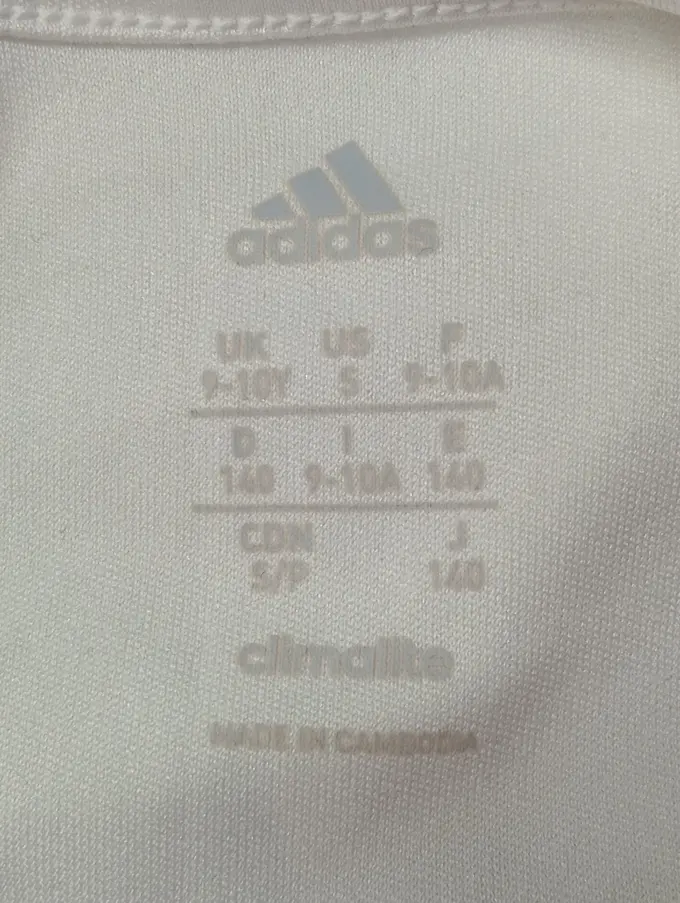 adidas
UK US F
9-10Y S 9-10A
D I E
140 9-10A 140
CDN J
S/P 140
climalite
MADE IN CAMBODIA